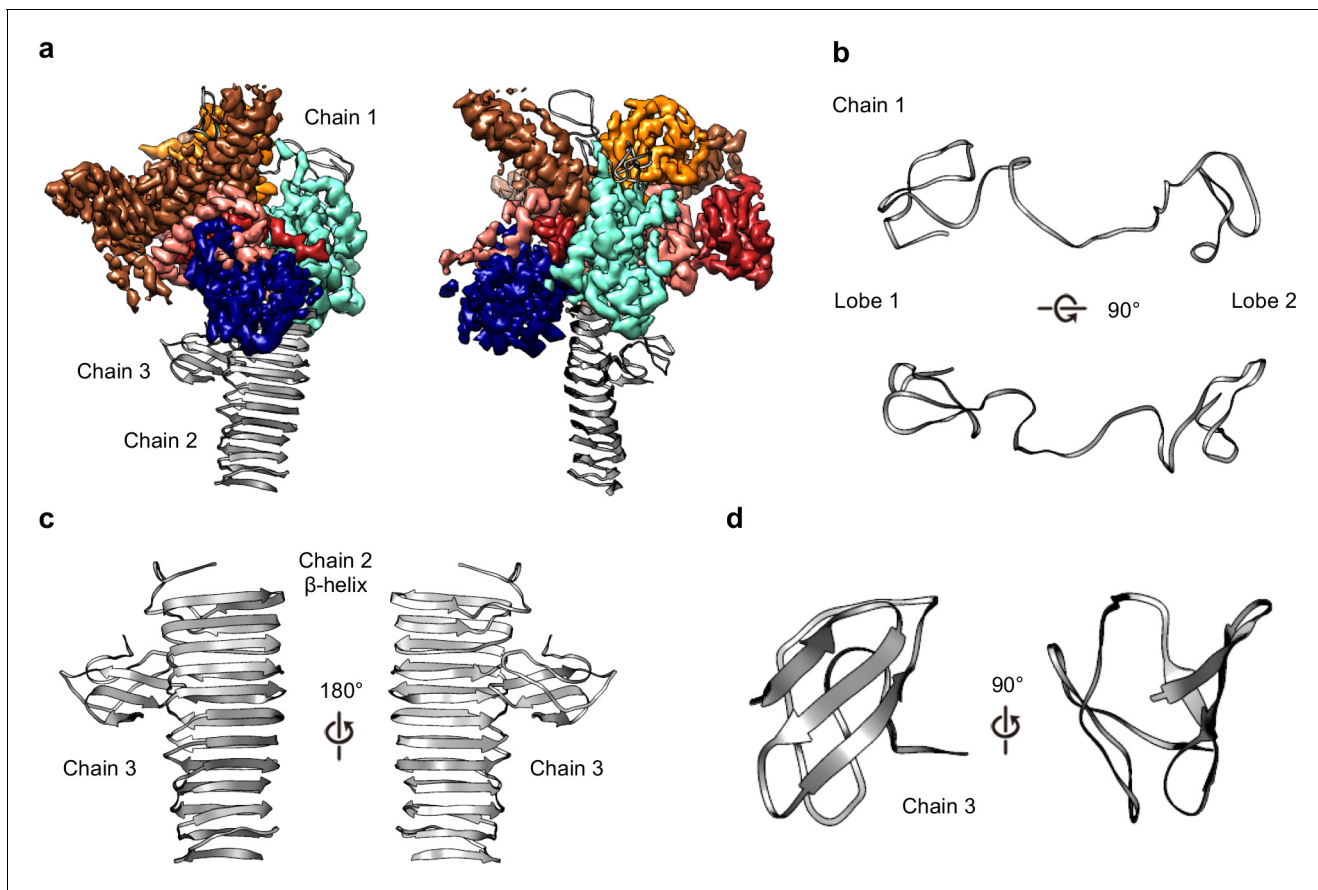 a
Chain 1
Chain 3
Chain 2
b
Chain 1
Lobe 1
90°
Lobe 2
c
Chain 2
β-helix
180°
Chain 3
Chain 3
d
90°
Chain 3